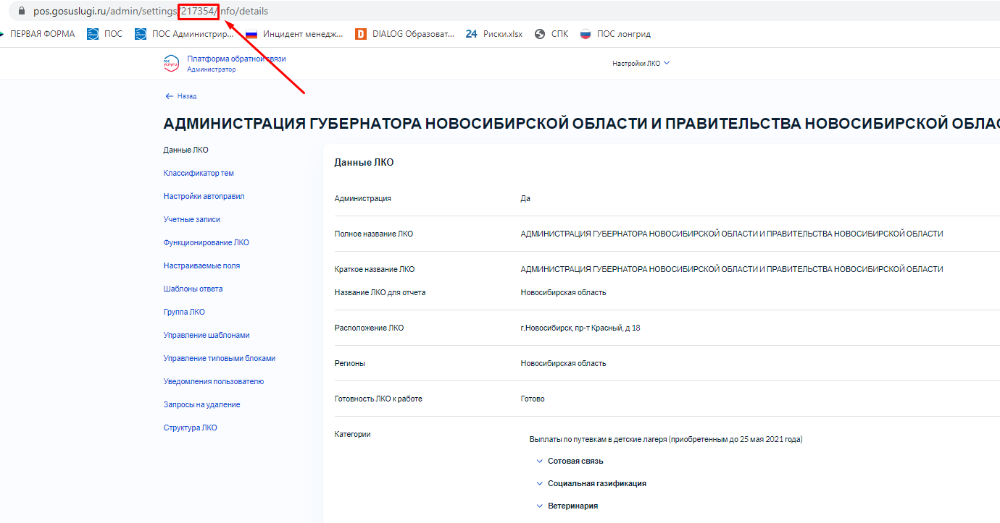 pos.gosuslugi.ru/admin/settings/217354/info/details
ПЕРВАЯ ФОРМА ПОС ПОС Администрир... Инцидент менедж... DIALOG Образоват... 24 Риски.xlsx СПК ПОС лонгрид
Платформа обратной связи
Администратор
Настройки ЛКО
Назад
АДМИНИСТРАЦИЯ ГУБЕРНАТОРА НОВОСИБИРСКОЙ ОБЛАСТИ И ПРАВИТЕЛЬСТВА НОВОСИБИРСКОЙ ОБЛАС
Данные ЛКО
Классификатор тем
Настройки автоправил
Учетные записи
Функционирование ЛКО
Настраиваемые поля
Шаблоны ответа
Группа ЛКО
Управление шаблонами
Управление типовыми блоками
Уведомления пользователю
Запросы на удаление
Структура ЛКО
Данные ЛКО
Администрация Да
Полное название ЛКО АДМИНИСТРАЦИЯ ГУБЕРНАТОРА НОВОСИБИРСКОЙ ОБЛАСТИ И ПРАВИТЕЛЬСТВА НОВОСИБИРСКОЙ ОБЛАСТИ
Краткое название ЛКО АДМИНИСТРАЦИЯ ГУБЕРНАТОРА НОВОСИБИРСКОЙ ОБЛАСТИ И ПРАВИТЕЛЬСТВА НОВОСИБИРСКОЙ ОБЛАСТИ
Название ЛКО для отчета Новосибирская область
Расположение ЛКО г.Новосибирск, пр-т Красный, д 18
Регионы Новосибирская область
Готовность ЛКО к работе Готово
Категории
Выплаты по путевкам в детские лагеря (приобретенным до 25 мая 2021 года)
Сотовая связь
Социальная газификация
Ветеринария